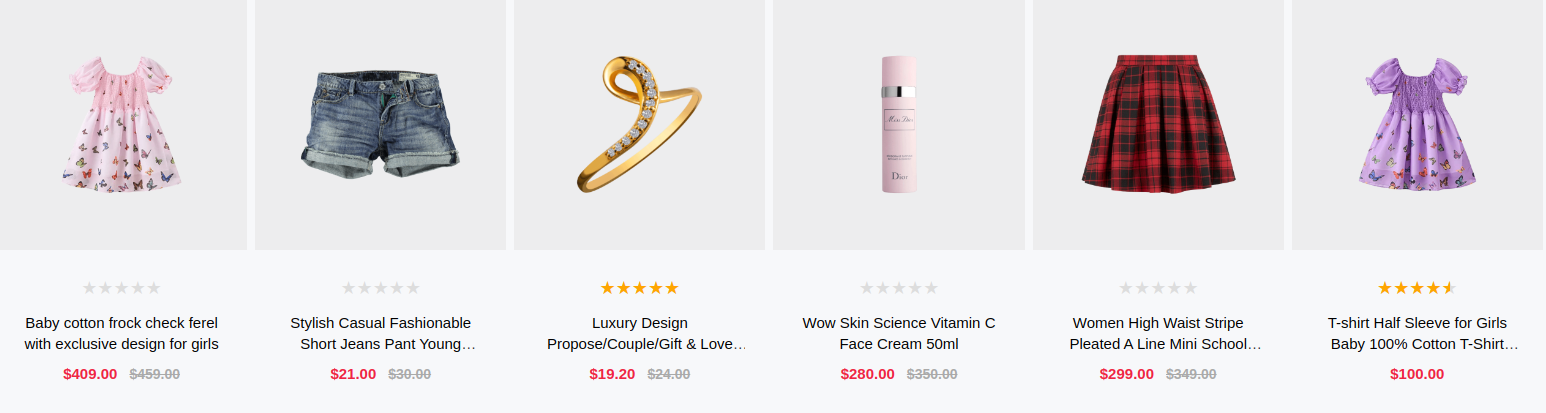 Miss Dior
Dior
Baby cotton frock check ferel
with exclusive design for girls
$409.00 $459.00
Stylish Casual Fashionable
Short Jeans Pant Young…
$21.00 $30.00
Luxury Design
Propose/Couple/Gift & Love…
$19.20 $24.00
Wow Skin Science Vitamin C
Face Cream 50ml
$280.00 $350.00
Women High Waist Stripe
Pleated A Line Mini School…
$299.00 $349.00
T-shirt Half Sleeve for Girls
Baby 100% Cotton T-Shirt…
$100.00